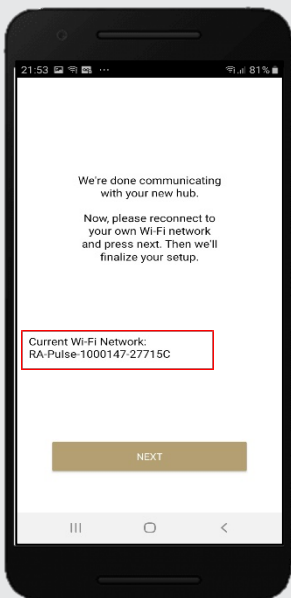 21:53 ... 81%
We're done communicating
with your new hub.
Now, please reconnect to
your own Wi-Fi network
and press next. Then we'll
finalize your setup.
Current Wi-Fi Network:
RA-Pulse-1000147-27715C
NEXT